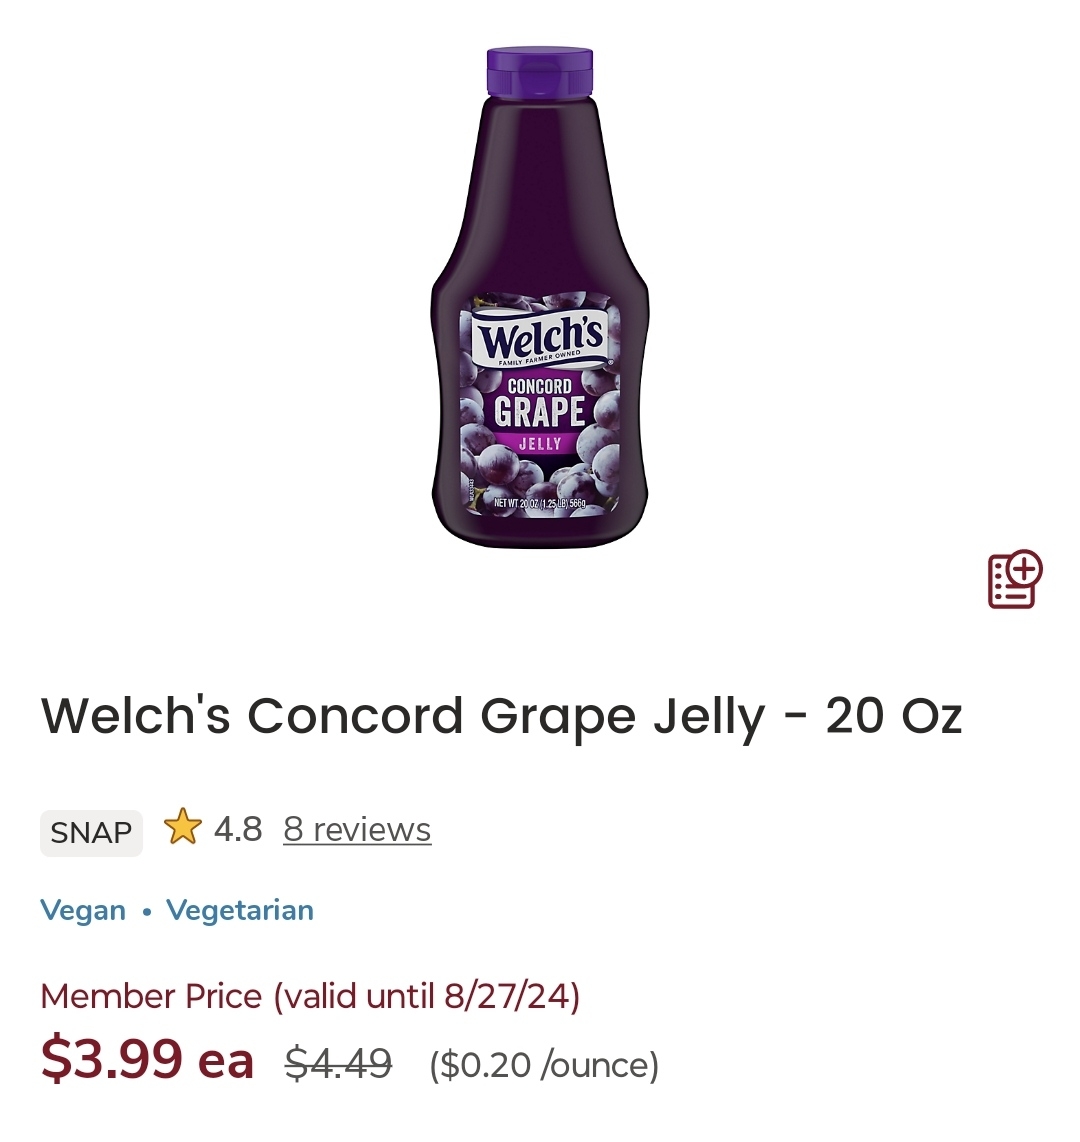 Welch's
FAMILY FARMER OWNED
CONCORD
GRAPE
JELLY
NET WT 20 OZ (1.25 LB) 566g
Welch's Concord Grape Jelly - 20 Oz
SNAP 4.8 8 reviews
Vegan • Vegetarian
Member Price (valid until 8/27/24)
$3.99 ea $4.49 ($0.20 /ounce)